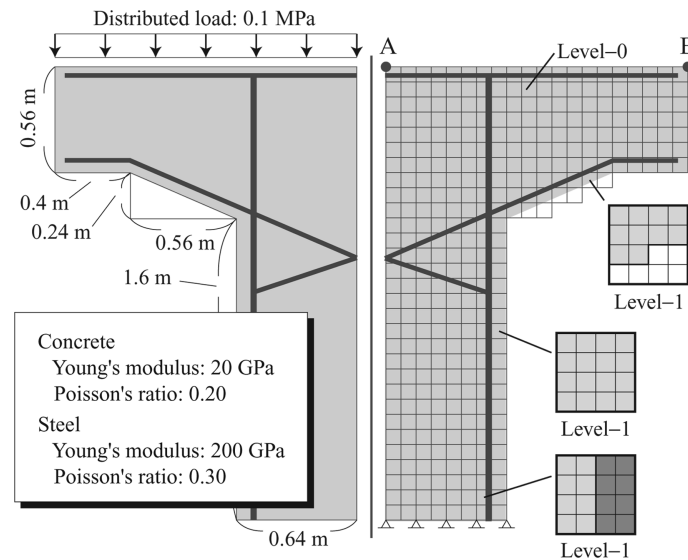 Distributed load: 0.1 MPa
A
B
Level-0
0.56 m
0.4 m
0.24 m
0.56 m
1.6 m
Level-1
Concrete
Young's modulus: 20 GPa
Poisson's ratio: 0.20
Steel
Young's modulus: 200 GPa
Poisson's ratio: 0.30
Level-1
0.64 m
Level-1